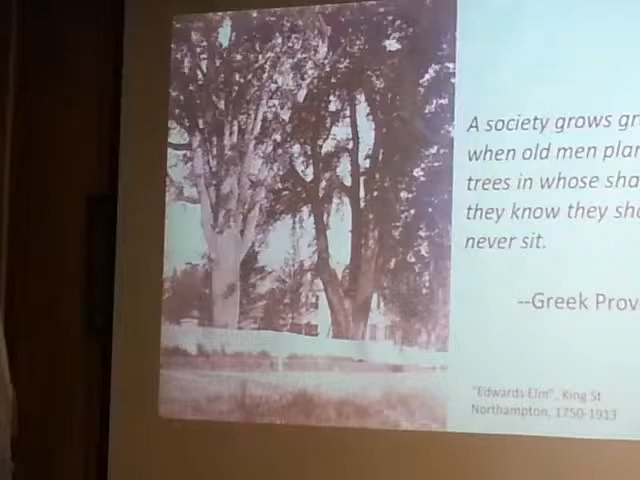 A society grows gr
when old men plan
trees in whose sha
they know they sha
never sit.
--Greek Prov
"Edwards Elm", King St
Northampton, 1750-1913